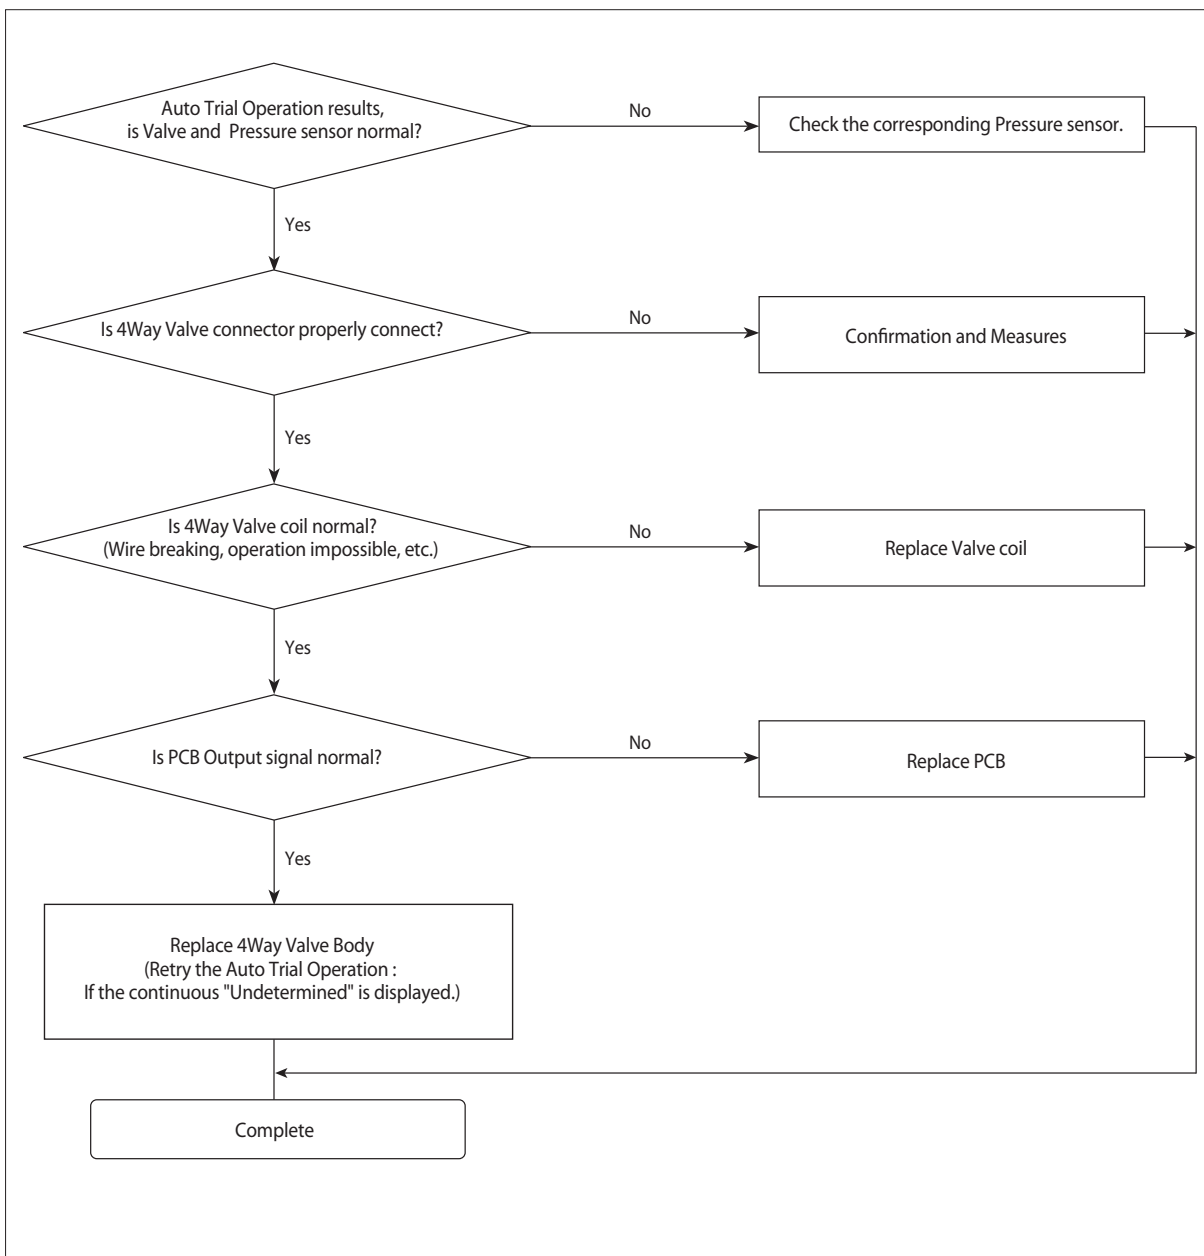 Auto Trial Operation results,
is Valve and Pressure sensor normal?
No
Check the corresponding Pressure sensor.
Yes
Is 4Way Valve connector properly connect?
No
Confirmation and Measures
Yes
Is 4Way Valve coil normal?
(Wire breaking, operation impossible, etc.)
No
Replace Valve coil
Yes
Is PCB Output signal normal?
No
Replace PCB
Yes
Replace 4Way Valve Body
(Retry the Auto Trial Operation :
If the continuous "Undetermined" is displayed.)
Complete